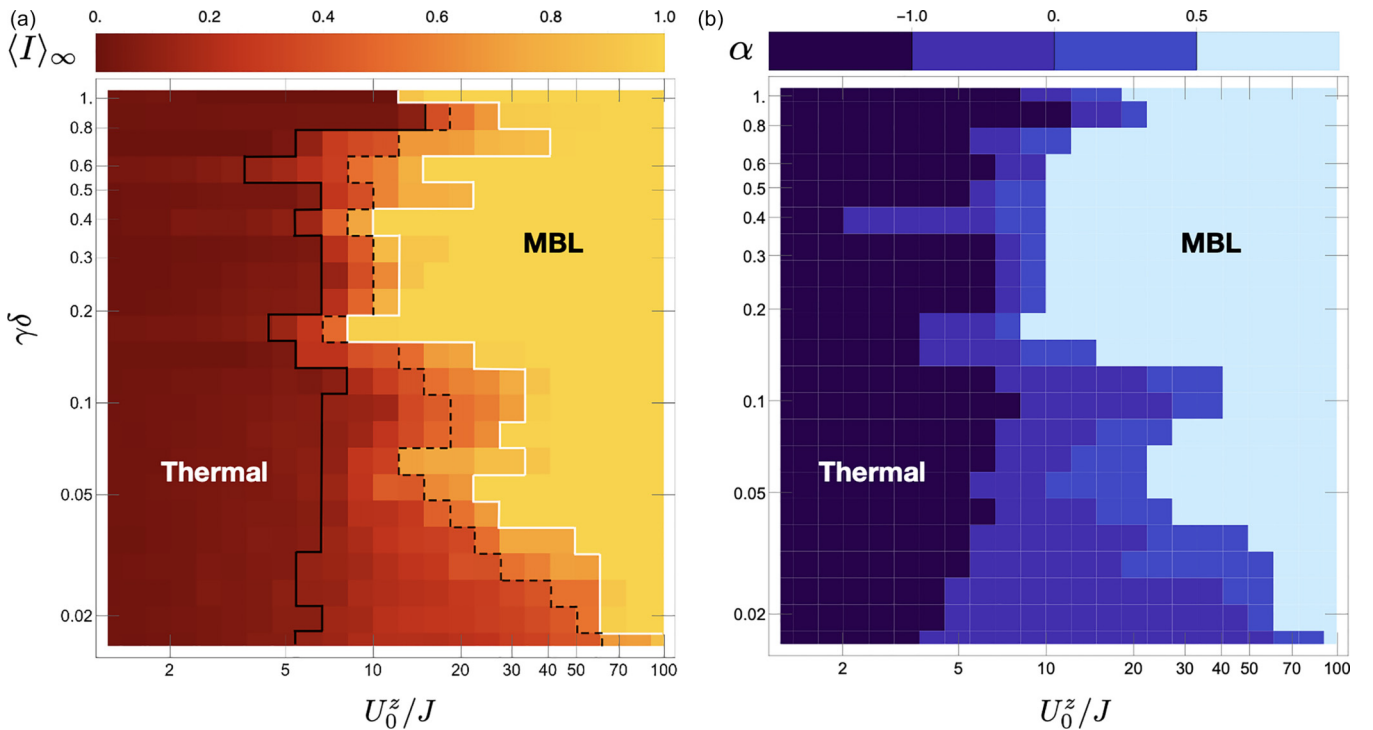 (a) 0. 0.2 0.4 0.6 0.8 1.0
⟨I⟩∞
1.
0.8
0.6
0.5
0.4
0.3
0.2
0.1
0.05
0.02
γδ
MBL
Thermal
2 5 10 20 30 50 70 100
U₀ᶻ/J
(b) −1.0 0. 0.5
α
1.
0.8
0.6
0.5
0.4
0.3
0.2
0.1
0.05
0.02
MBL
Thermal
2 5 10 20 30 40 50 70 100
U₀ᶻ/J